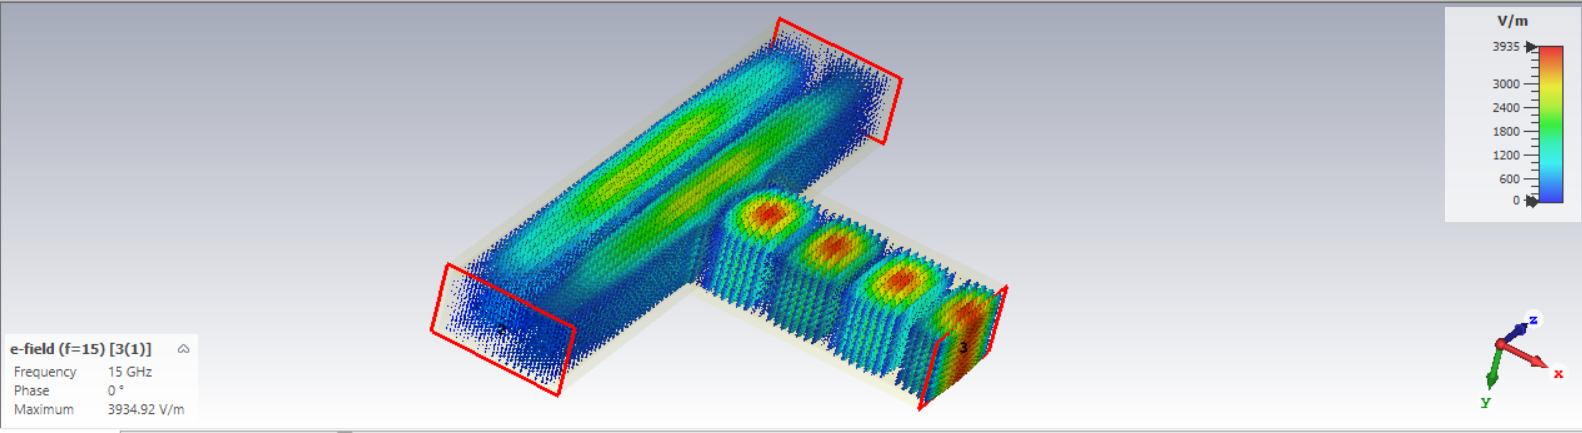 V/m
3935
3000
2400
1800
1200
600
0
3
z
x
y
e-field (f=15) [3(1)]
Frequency 15 GHz
Phase 0 °
Maximum 3934.92 V/m